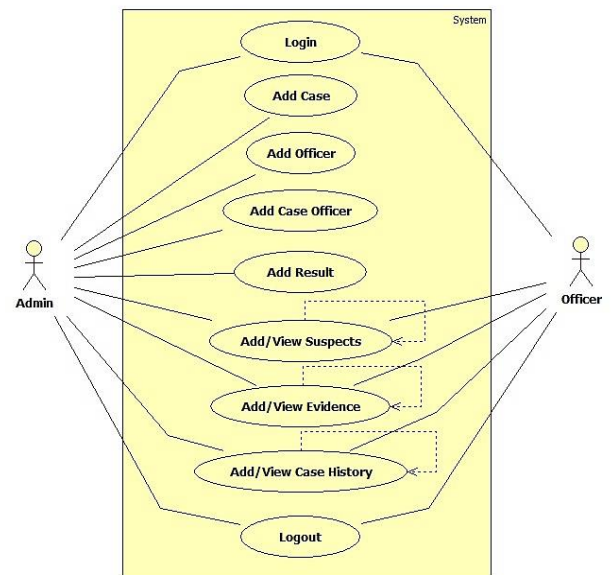 System
Login
Add Case
Add Officer
Add Case Officer
Add Result
Admin
Officer
Add/View Suspects
Add/View Evidence
Add/View Case History
Logout